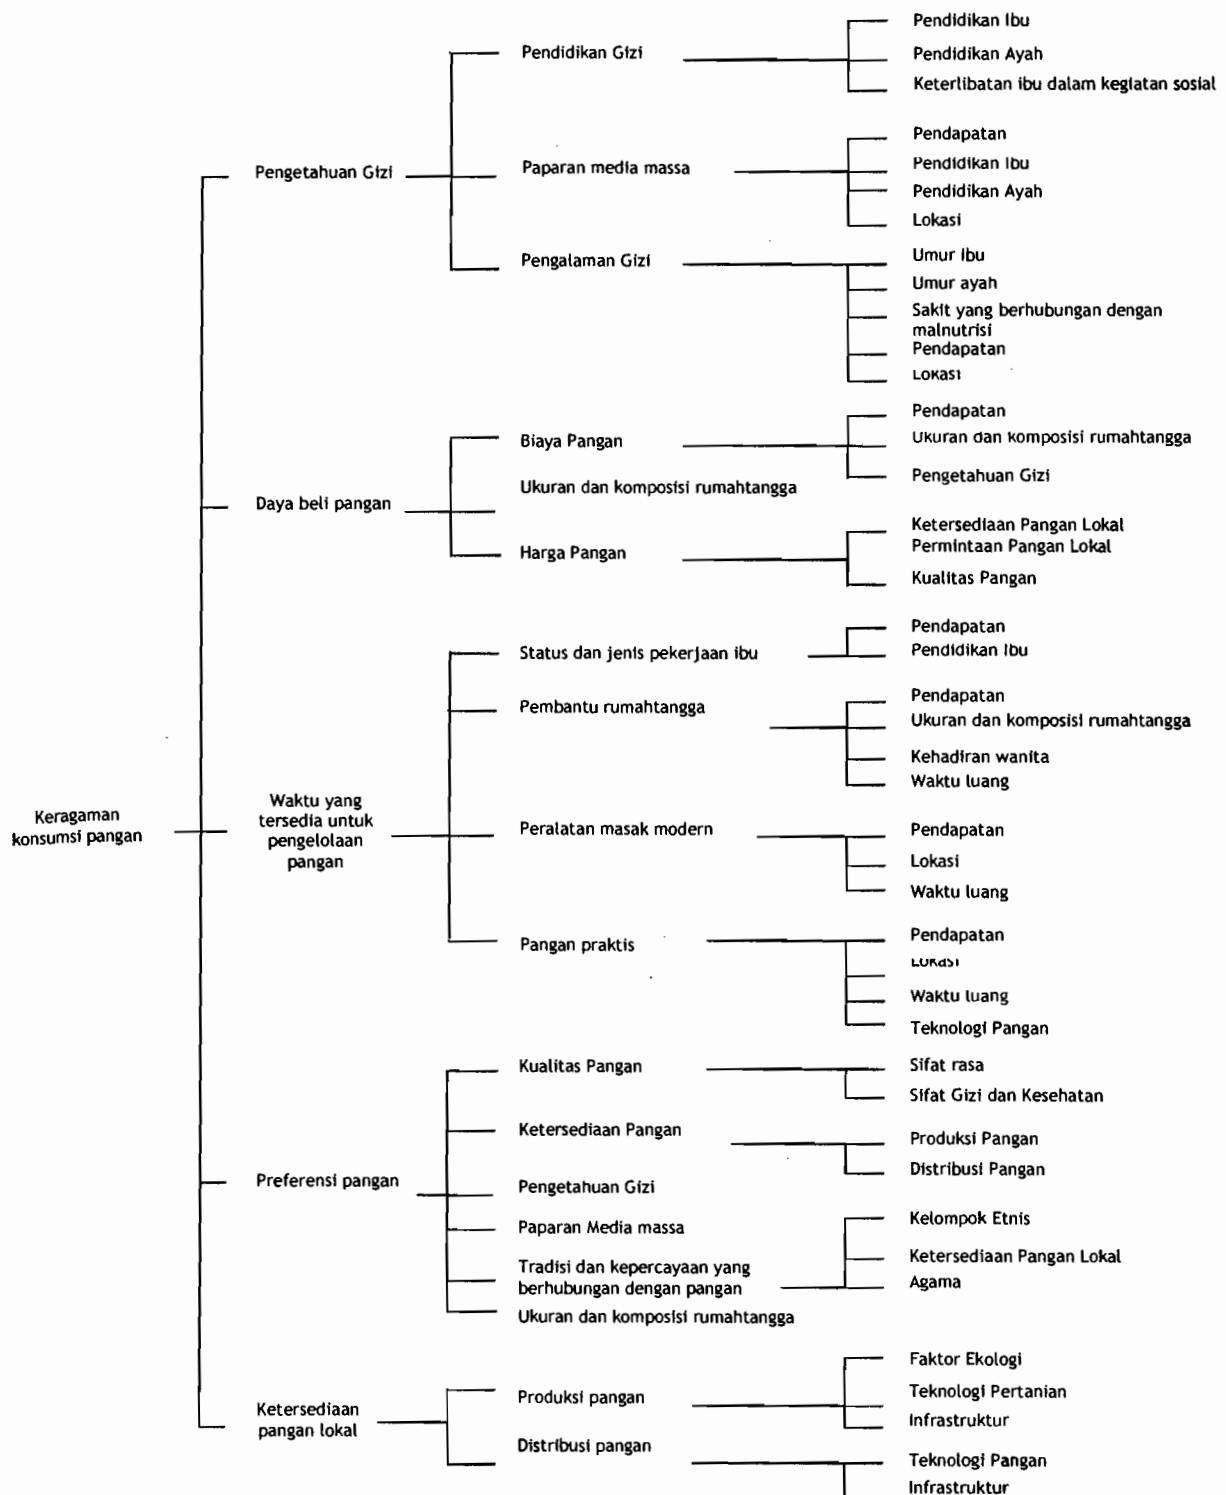 Keragaman
konsumsi pangan
Pengetahuan Gizi
Pendidikan Gizi
Pendidikan Ibu
Pendidikan Ayah
Keterlibatan ibu dalam kegiatan sosial
Paparan media massa
Pendapatan
Pendidikan Ibu
Pendidikan Ayah
Lokasi
Pengalaman Gizi
Umur Ibu
Umur ayah
Sakit yang berhubungan dengan
malnutrisi
Pendapatan
Lokasi
Daya beli pangan
Biaya Pangan
Pendapatan
Ukuran dan komposisi rumahtangga
Pengetahuan Gizi
Ukuran dan komposisi rumahtangga
Harga Pangan
Ketersediaan Pangan Lokal
Permintaan Pangan Lokal
Kualitas Pangan
Waktu yang
tersedia untuk
pengelolaan
pangan
Status dan jenis pekerjaan ibu
Pendapatan
Pendidikan Ibu
Pembantu rumahtangga
Pendapatan
Ukuran dan komposisi rumahtangga
Kehadiran wanita
Waktu luang
Peralatan masak modern
Pendapatan
Lokasi
Waktu luang
Pangan praktis
Pendapatan
Lokasi
Waktu luang
Teknologi Pangan
Preferensi pangan
Kualitas Pangan
Sifat rasa
Sifat Gizi dan Kesehatan
Ketersediaan Pangan
Produksi Pangan
Distribusi Pangan
Pengetahuan Gizi
Paparan Media massa
Tradisi dan kepercayaan yang
berhubungan dengan pangan
Kelompok Etnis
Ketersediaan Pangan Lokal
Agama
Ukuran dan komposisi rumahtangga
Ketersediaan
pangan lokal
Produksi pangan
Faktor Ekologi
Teknologi Pertanian
Infrastruktur
Distribusi pangan
Teknologi Pangan
Infrastruktur